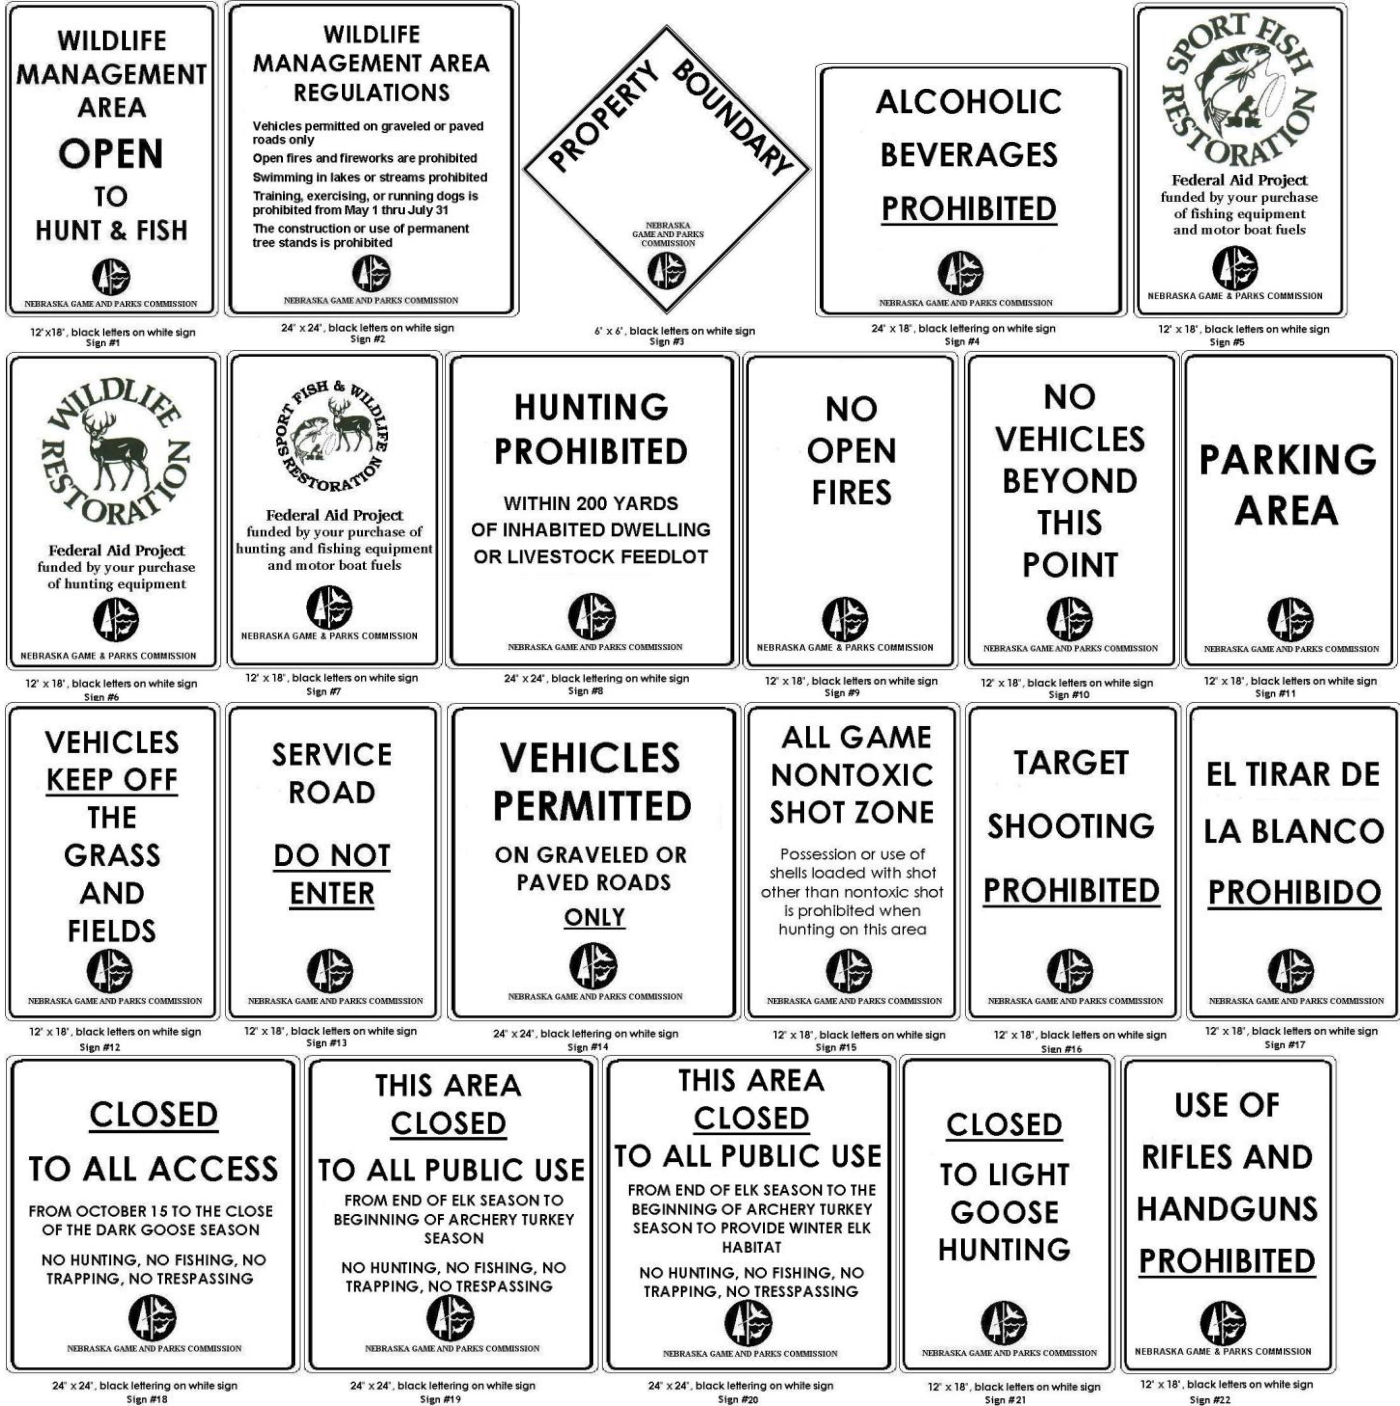 WILDLIFE
MANAGEMENT
AREA
OPEN
TO
HUNT & FISH
NEBRASKA GAME AND PARKS COMMISSION
12"x18", black letters on white sign
Sign #1
WILDLIFE
MANAGEMENT AREA
REGULATIONS
Vehicles permitted on graveled or paved
roads only
Open fires and fireworks are prohibited
Swimming in lakes or streams prohibited
Training, exercising, or running dogs is
prohibited from May 1 thru July 31
The construction or use of permanent
tree stands is prohibited
NEBRASKA GAME AND PARKS COMMISSION
24" x 24", black letters on white sign
Sign #2
PROPERTY BOUNDARY
NEBRASKA
GAME AND PARKS
COMMISSION
6" x 6", black letters on white sign
Sign #3
ALCOHOLIC
BEVERAGES
PROHIBITED
NEBRASKA GAME AND PARKS COMMISSION
24" x 18", black lettering on white sign
Sign #4
SPORT FISH
RESTORATION
Federal Aid Project
funded by your purchase
of fishing equipment
and motor boat fuels
NEBRASKA GAME & PARKS COMMISSION
12" x 18", black letters on white sign
Sign #5
WILDLIFE
RESTORATION
Federal Aid Project
funded by your purchase
of hunting equipment
NEBRASKA GAME & PARKS COMMISSION
12" x 18", black letters on white sign
Sign #6
SPORT FISH & WILDLIFE
RESTORATION
Federal Aid Project
funded by your purchase of
hunting and fishing equipment
and motor boat fuels
NEBRASKA GAME & PARKS COMMISSION
12" x 18", black letters on white sign
Sign #7
HUNTING
PROHIBITED
WITHIN 200 YARDS
OF INHABITED DWELLING
OR LIVESTOCK FEEDLOT
NEBRASKA GAME AND PARKS COMMISSION
24" x 24", black lettering on white sign
Sign #8
NO
OPEN
FIRES
NEBRASKA GAME & PARKS COMMISSION
12" x 18", black letters on white sign
Sign #9
NO
VEHICLES
BEYOND
THIS
POINT
NEBRASKA GAME AND PARKS COMMISSION
12" x 18", black letters on white sign
Sign #10
PARKING
AREA
NEBRASKA GAME AND PARKS COMMISSION
12" x 18", black letters on white sign
Sign #11
VEHICLES
KEEP OFF
THE
GRASS
AND
FIELDS
NEBRASKA GAME AND PARKS COMMISSION
12" x 18", black letters on white sign
Sign #12
SERVICE
ROAD
DO NOT
ENTER
NEBRASKA GAME AND PARKS COMMISSION
12" x 18", black letters on white sign
Sign #13
VEHICLES
PERMITTED
ON GRAVELED OR
PAVED ROADS
ONLY
NEBRASKA GAME AND PARKS COMMISSION
24" x 24", black lettering on white sign
Sign #14
ALL GAME
NONTOXIC
SHOT ZONE
Possession or use of
shells loaded with shot
other than nontoxic shot
is prohibited when
hunting on this area
NEBRASKA GAME AND PARKS COMMISSION
12" x 18", black letters on white sign
Sign #15
TARGET
SHOOTING
PROHIBITED
NEBRASKA GAME AND PARKS COMMISSION
12" x 18", black letters on white sign
Sign #16
EL TIRAR DE
LA BLANCO
PROHIBIDO
NEBRASKA GAME AND PARKS COMMISSION
12" x 18", black letters on white sign
Sign #17
CLOSED
TO ALL ACCESS
FROM OCTOBER 15 TO THE CLOSE
OF THE DARK GOOSE SEASON
NO HUNTING, NO FISHING, NO
TRAPPING, NO TRESPASSING
NEBRASKA GAME AND PARKS COMMISSION
24" x 24", black lettering on white sign
Sign #18
THIS AREA
CLOSED
TO ALL PUBLIC USE
FROM END OF ELK SEASON TO
BEGINNING OF ARCHERY TURKEY
SEASON
NO HUNTING, NO FISHING, NO
TRAPPING, NO TRESPASSING
NEBRASKA GAME AND PARKS COMMISSION
24" x 24", black lettering on white sign
Sign #19
THIS AREA
CLOSED
TO ALL PUBLIC USE
FROM END OF ELK SEASON TO THE
BEGINNING OF ARCHERY TURKEY
SEASON TO PROVIDE WINTER ELK
HABITAT
NO HUNTING, NO FISHING, NO
TRAPPING, NO TRESSPASSING
NEBRASKA GAME AND PARKS COMMISSION
24" x 24", black lettering on white sign
Sign #20
CLOSED
TO LIGHT
GOOSE
HUNTING
NEBRASKA GAME AND PARKS COMMISSION
12" x 18", black letters on white sign
Sign #21
USE OF
RIFLES AND
HANDGUNS
PROHIBITED
NEBRASKA GAME & PARKS COMMISSION
12" x 18", black letters on white sign
Sign #22